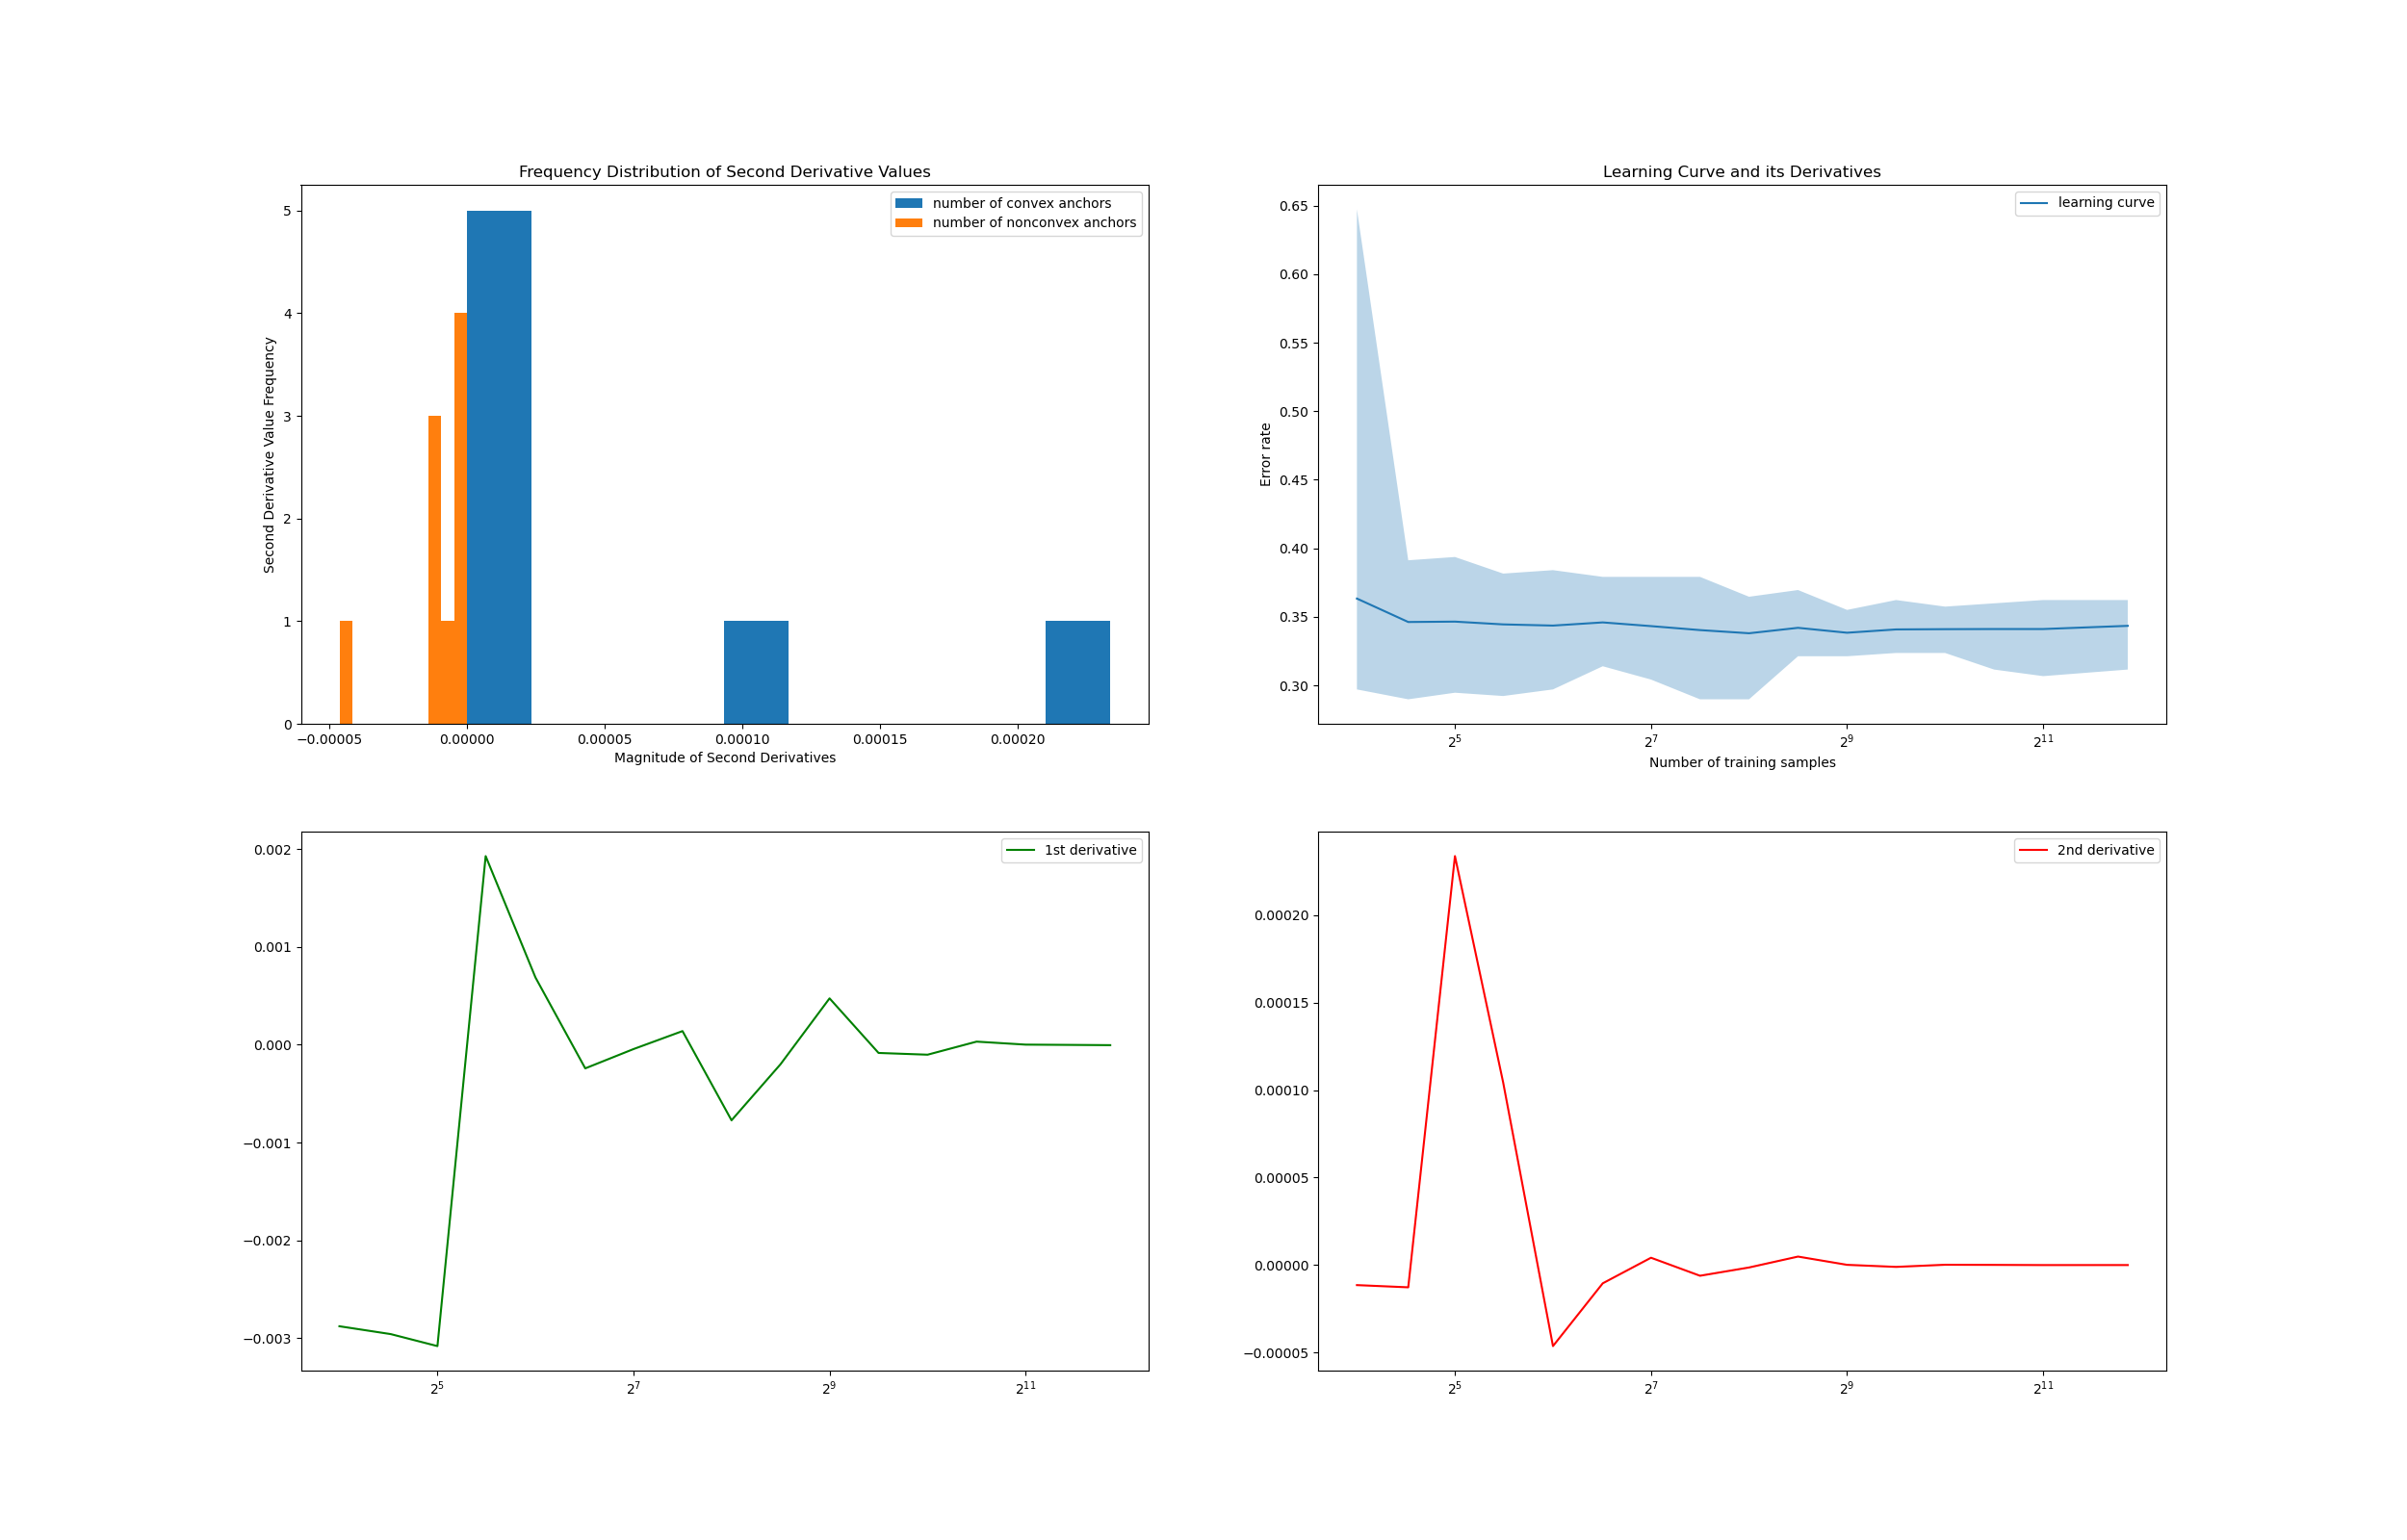 Frequency Distribution of Second Derivative Values
number of convex anchors
number of nonconvex anchors
Second Derivative Value Frequency
5
4
3
2
1
0
−0.00005 0.00000 0.00005 0.00010 0.00015 0.00020
Magnitude of Second Derivatives
Learning Curve and its Derivatives
learning curve
Error rate
0.65
0.60
0.55
0.50
0.45
0.40
0.35
0.30
2^5 2^7 2^9 2^11
Number of training samples
1st derivative
0.002
0.001
0.000
−0.001
−0.002
−0.003
2^5 2^7 2^9 2^11
2nd derivative
0.00020
0.00015
0.00010
0.00005
0.00000
−0.00005
2^5 2^7 2^9 2^11